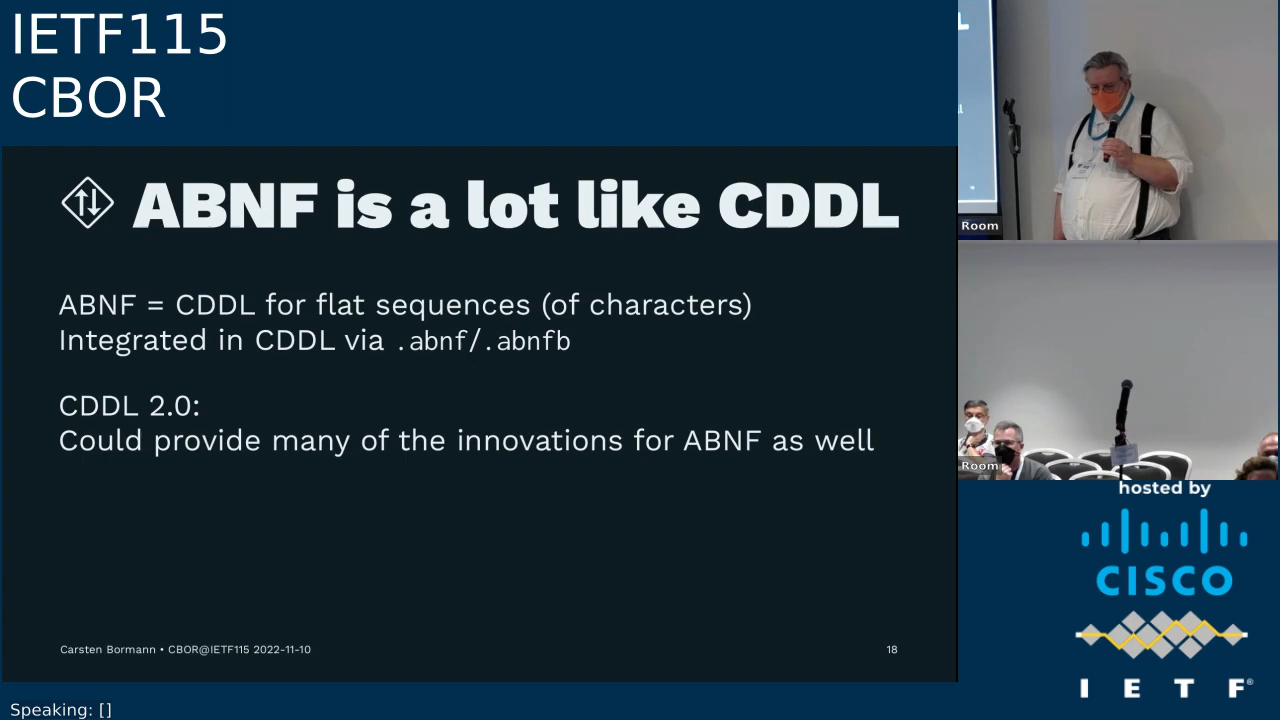 IETF115
CBOR
ABNF is a lot like CDDL
ABNF = CDDL for flat sequences (of characters)
Integrated in CDDL via .abnf/.abnfb
CDDL 2.0:
Could provide many of the innovations for ABNF as well
Carsten Bormann • CBOR@IETF115 2022-11-10
18
Room
Room
hosted by
CISCO
I E T F®
Speaking: []